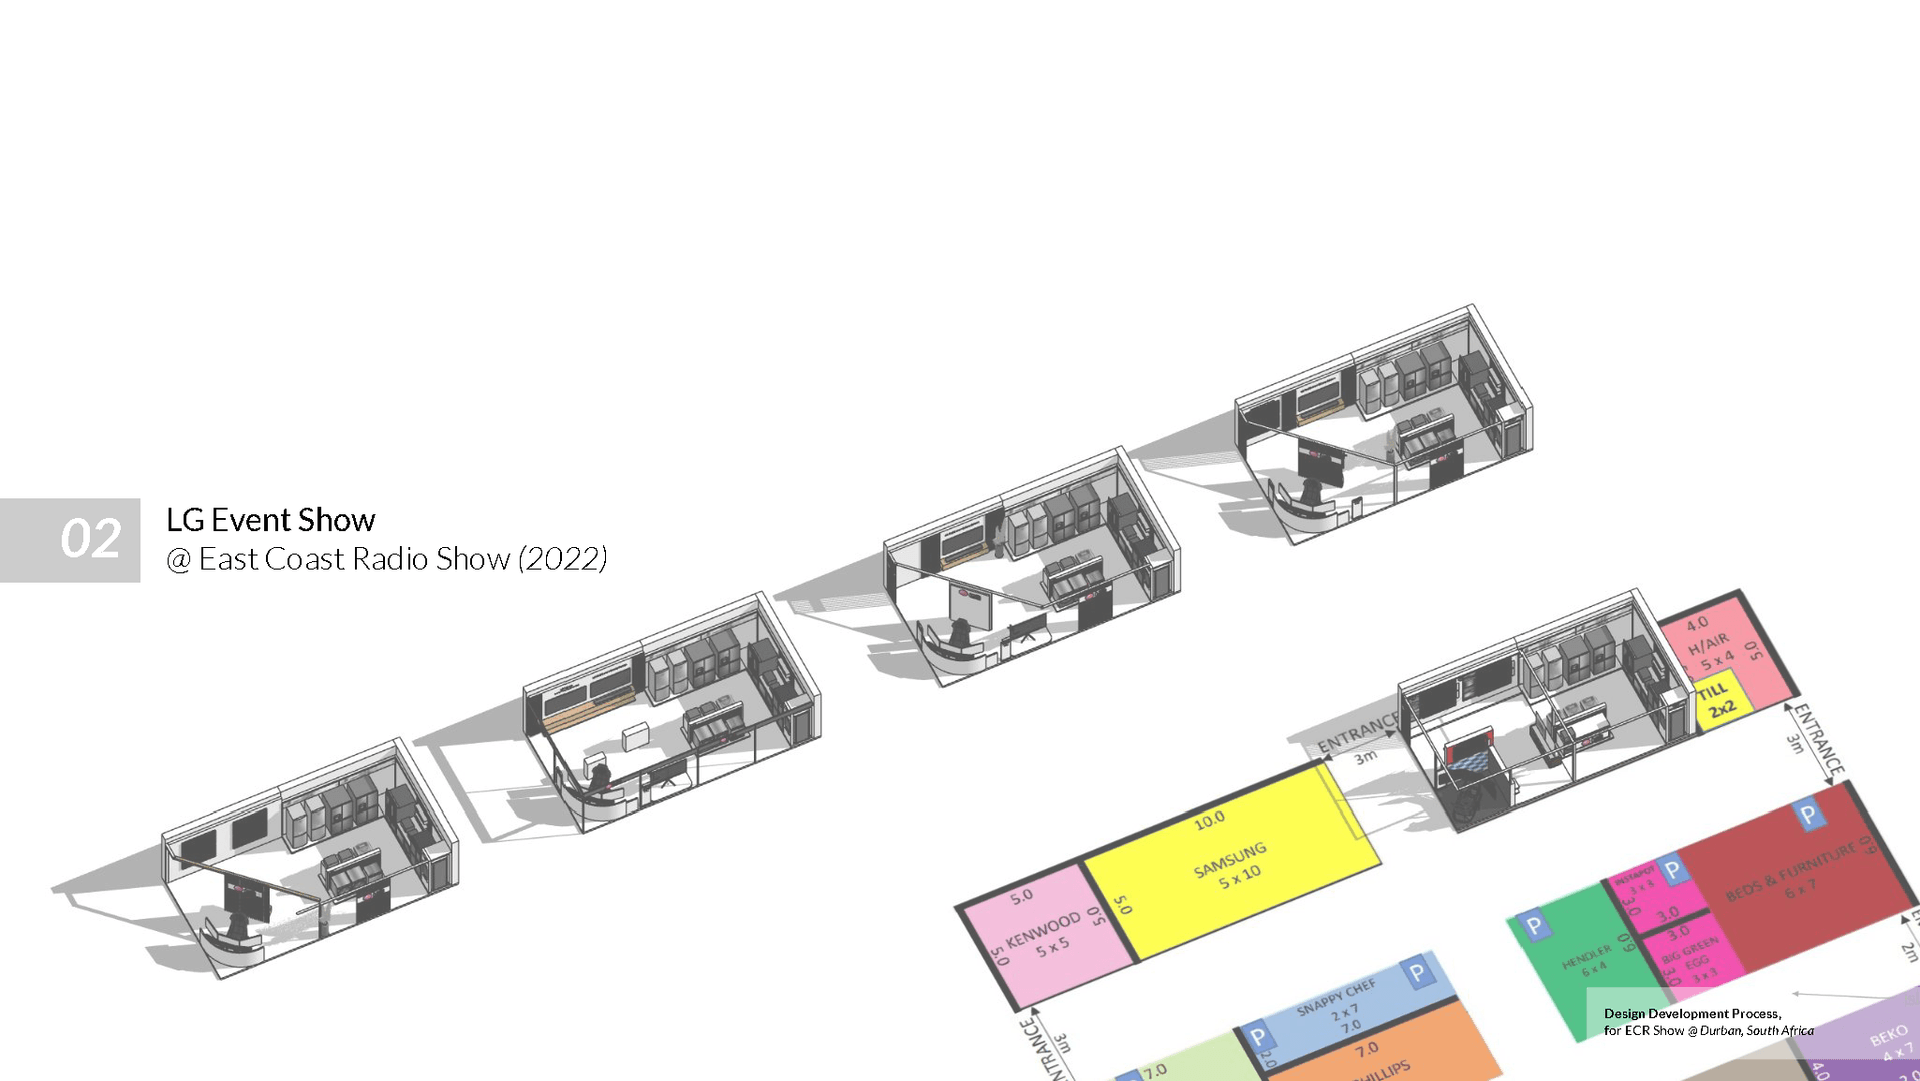 02
LG Event Show
@ East Coast Radio Show (2022)
4.0
H/AIR
5 x 4
5.0
TILL
2x2
ENTRANCE
3m
ENTRANCE
3m
10.0
SAMSUNG
5 x 10
5.0
5.0
KENWOOD
5 x 5
5.0
5.0
P
BEDS & FURNITURE
6 x 7
6.0
P
INSTAPOT
3 x 3
3.0
3.0
P
HENDLER
6 x 4
6.0
3.0
BIG GREEN
EGG
3 x 3
3.0
2m
P
SNAPPY CHEF
2 x 7
7.0
P
2.0
7.0
HILLIPS
7.0
P
ENTRANCE
3m
BEKO
4 x 7
4.0
Design Development Process,
for ECR Show @ Durban, South Africa